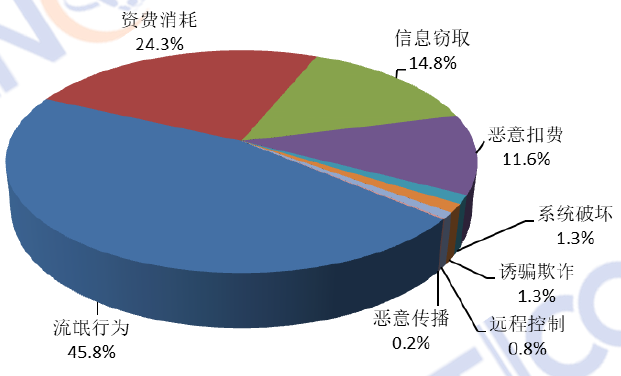 资费消耗
24.3%
信息窃取
14.8%
恶意扣费
11.6%
系统破坏
1.3%
诱骗欺诈
1.3%
远程控制
0.8%
恶意传播
0.2%
流氓行为
45.8%